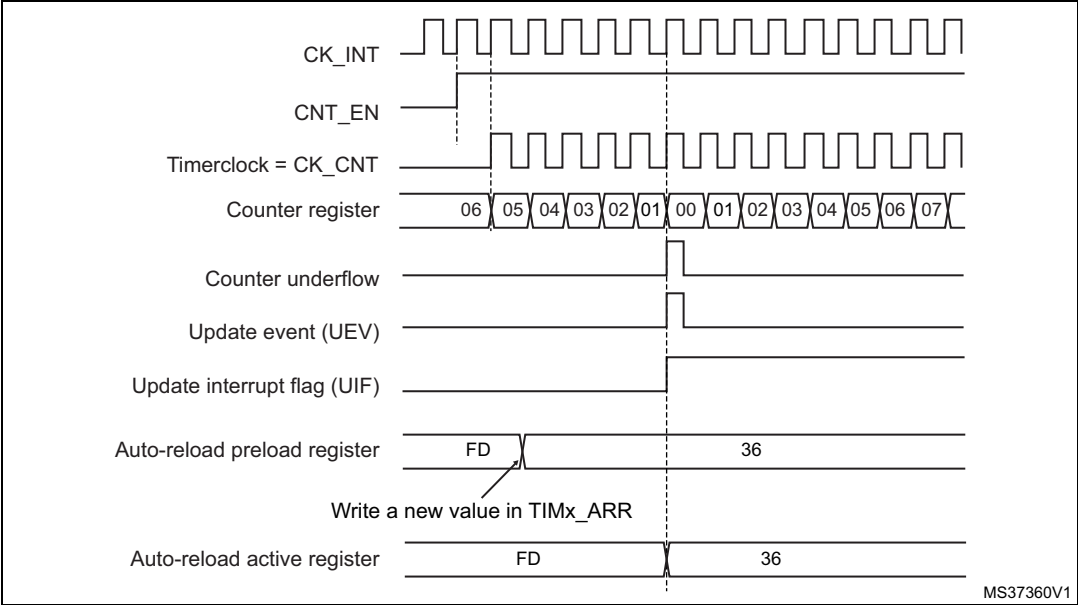 CK_INT
CNT_EN
Timerclock = CK_CNT
Counter register 06 05 04 03 02 01 00 01 02 03 04 05 06 07
Counter underflow
Update event (UEV)
Update interrupt flag (UIF)
Auto-reload preload register FD 36
Write a new value in TIMx_ARR
Auto-reload active register FD 36
MS37360V1